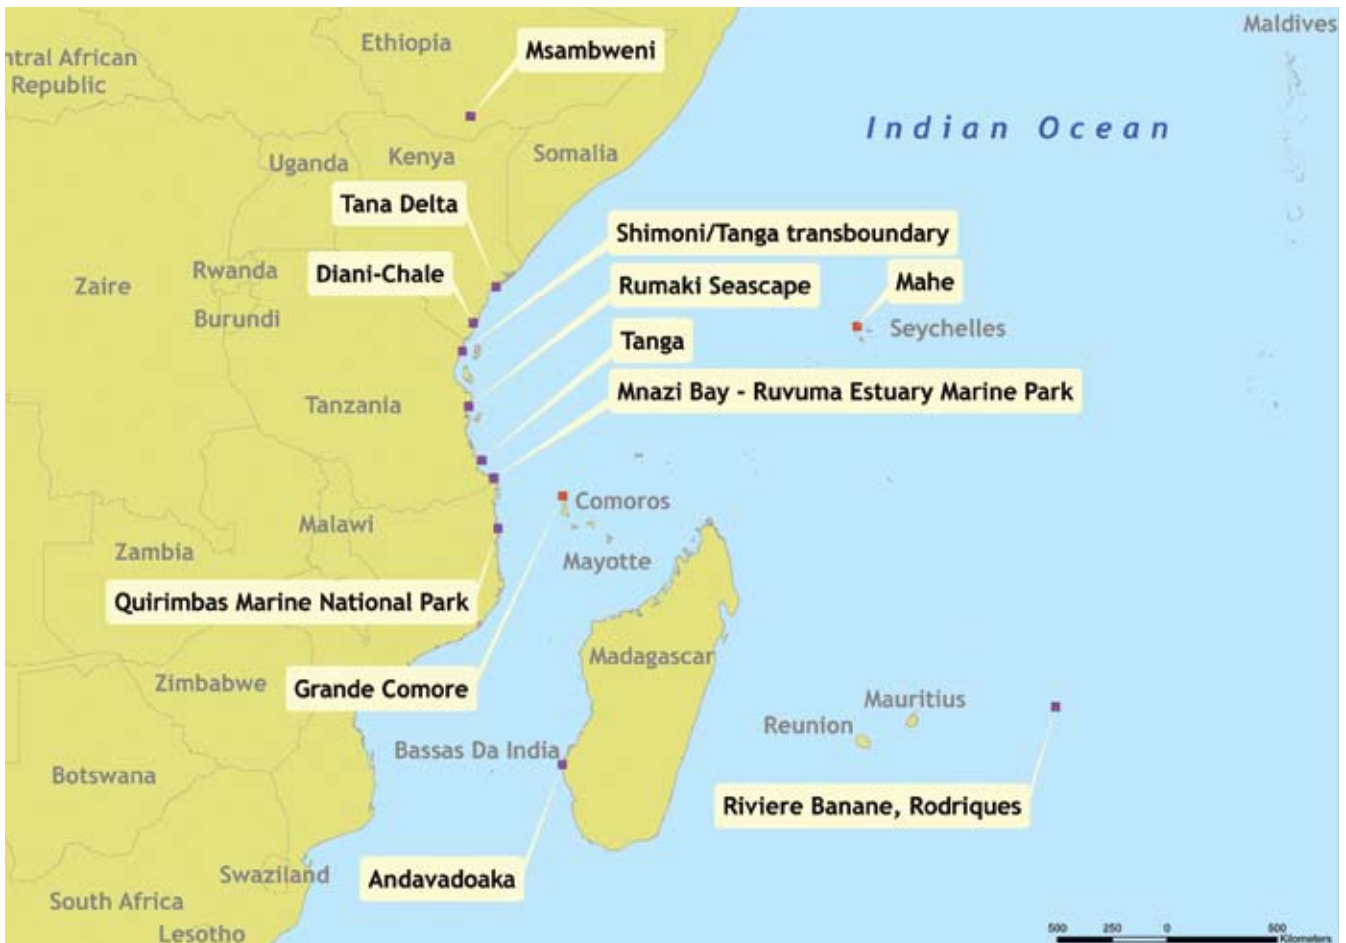 Maldives
Ethiopia
Msambweni
ntral African
Republic
Indian Ocean
Uganda
Kenya
Somalia
Tana Delta
Shimoni/Tanga transboundary
Rwanda
Diani-Chale
Rumaki Seascape
Mahe
Zaire
Burundi
Seychelles
Tanga
Tanzania
Mnazi Bay - Ruvuma Estuary Marine Park
Comoros
Malawi
Zambia
Mayotte
Quirimbas Marine National Park
Madagascar
Zimbabwe
Grande Comore
Mauritius
Reunion
Bassas Da India
Botswana
Riviere Banane, Rodriques
Swaziland
Andavadoaka
South Africa
Lesotho
500 250 0 500
Kilometers